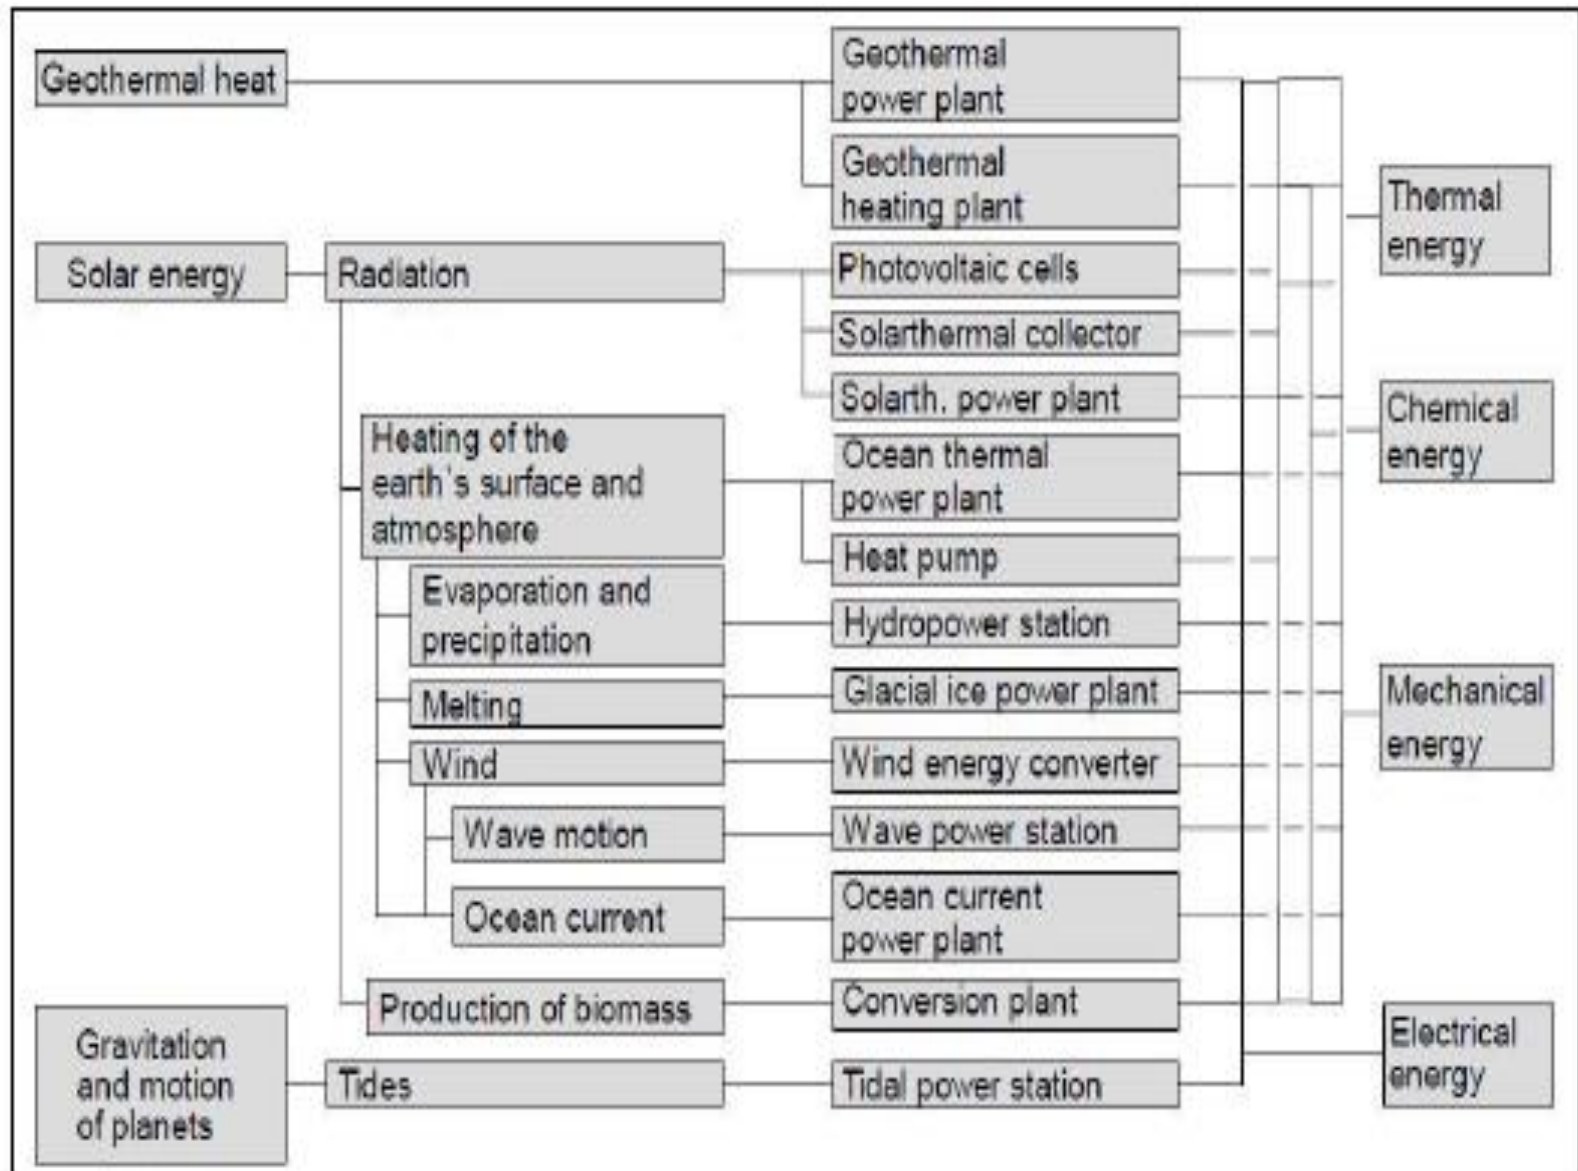 Geothermal heat
Solar energy
Gravitation
and motion
of planets
Radiation
Heating of the
earth's surface and
atmosphere
Evaporation and
precipitation
Melting
Wind
Wave motion
Ocean current
Production of biomass
Tides
Geothermal
power plant
Geothermal
heating plant
Photovoltaic cells
Solarthermal collector
Solarth. power plant
Ocean thermal
power plant
Heat pump
Hydropower station
Glacial ice power plant
Wind energy converter
Wave power station
Ocean current
power plant
Conversion plant
Tidal power station
Thermal
energy
Chemical
energy
Mechanical
energy
Electrical
energy